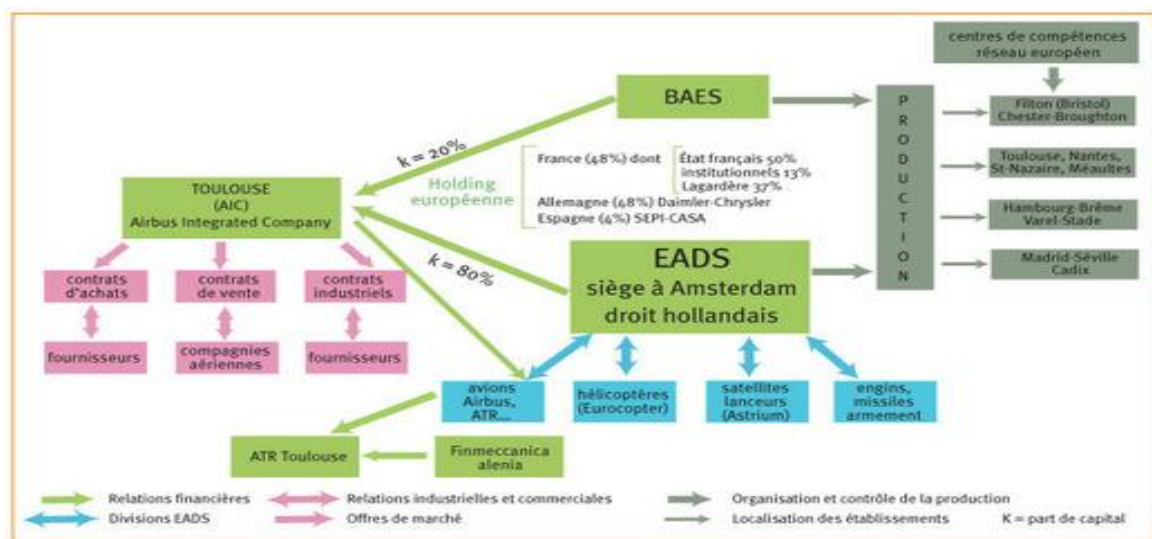 centres de compétences
réseau européen
BAES
P
R
O
D
U
C
T
I
O
N
Filton (Bristol)
Chester-Broughton
k = 20%
France (48%) dont
État français 50%
institutionnels 13%
Lagardère 37%
Holding
européenne
Allemagne (48%) Daimler-Chrysler
Espagne (4%) SEPI-CASA
Toulouse, Nantes,
St-Nazaire, Méaultes
TOULOUSE
(AIC)
Airbus Integrated Company
Hambourg-Brême
Varel-Stade
k = 80%
EADS
siège à Amsterdam
droit hollandais
Madrid-Séville
Cadix
contrats
d'achats
contrats
de vente
contrats
industriels
fournisseurs
compagnies
aériennes
fournisseurs
avions
Airbus,
ATR...
hélicoptères
(Eurocopter)
satellites
lanceurs
(Astrium)
engins,
missiles
armement
ATR Toulouse
Finmeccanica
alenia
Relations financières
Relations industrielles et commerciales
Organisation et contrôle de la production
Divisions EADS
Offres de marché
Localisation des établissements
K = part de capital